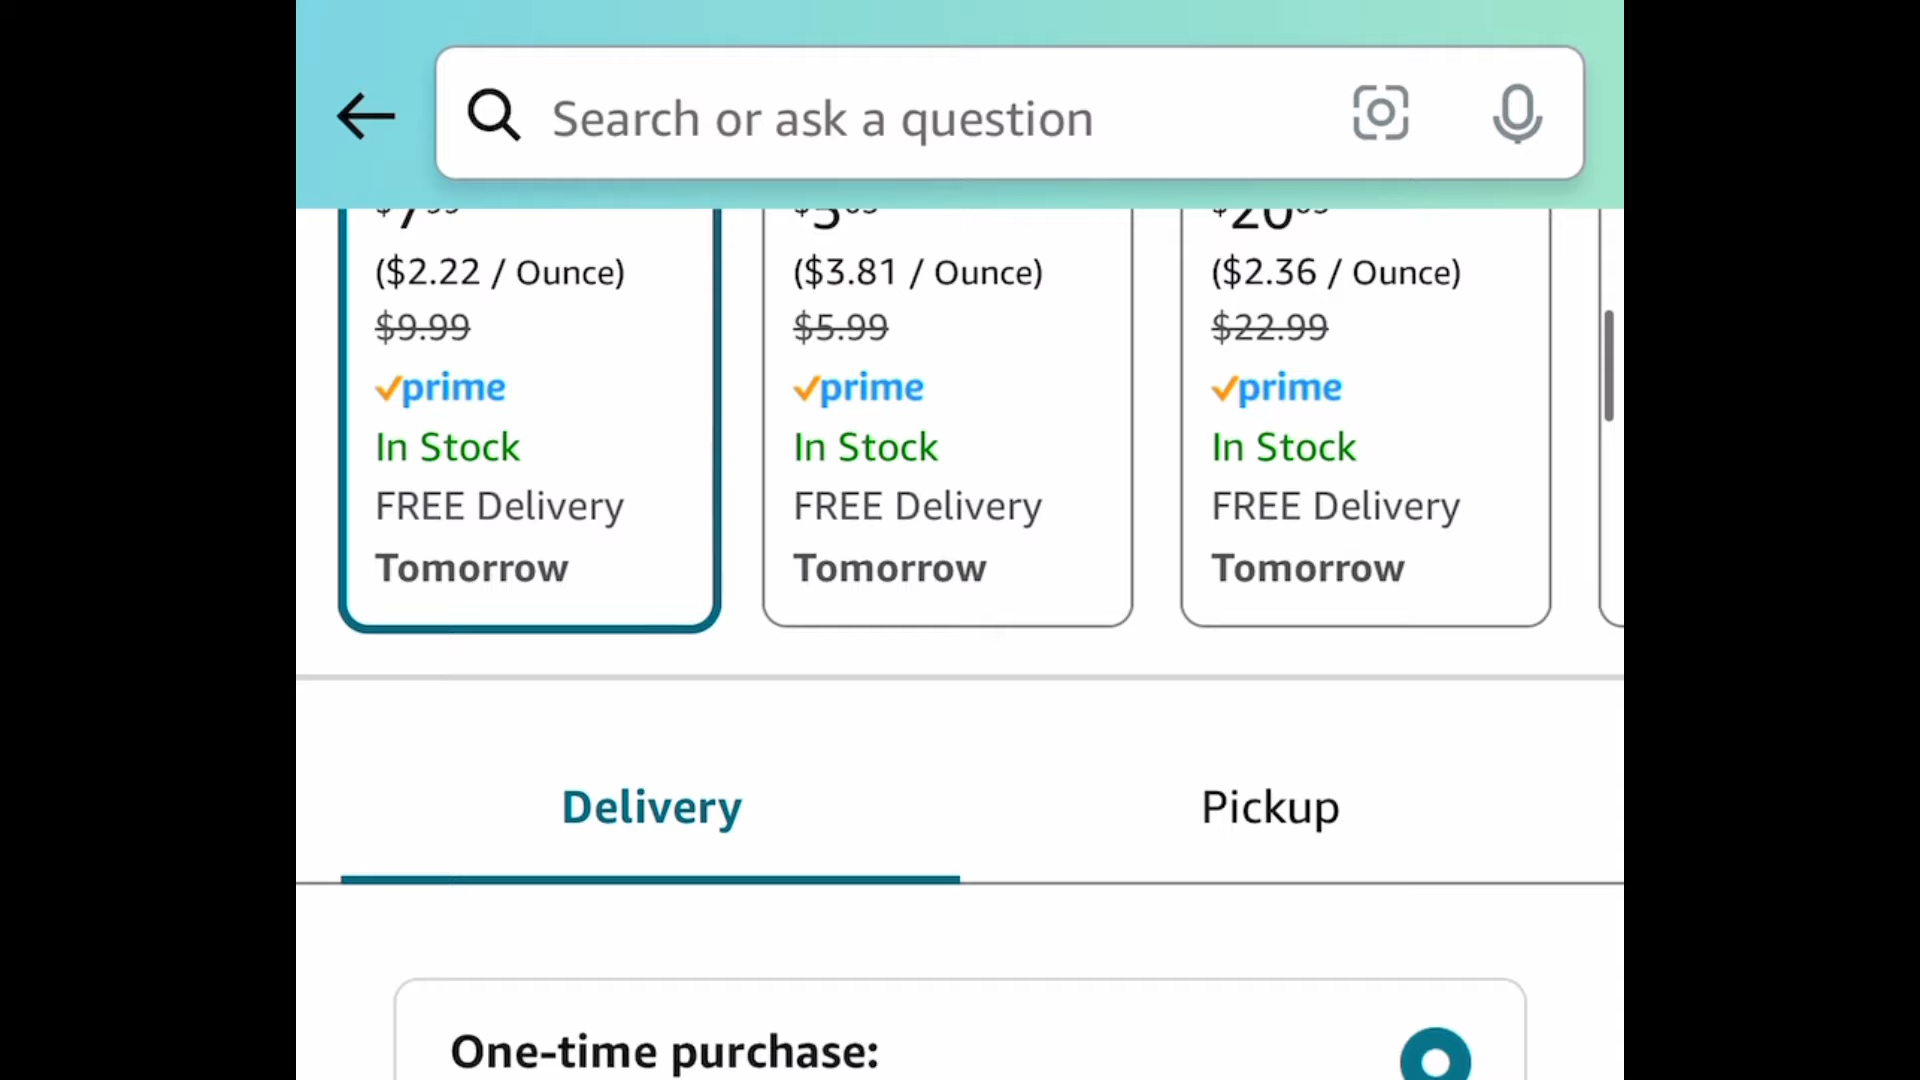 Search or ask a question
($2.22 / Ounce) ($3.81 / Ounce) ($2.36 / Ounce)
$9.99 $5.99 $22.99
prime prime prime
In Stock In Stock In Stock
FREE Delivery FREE Delivery FREE Delivery
Tomorrow Tomorrow Tomorrow
Delivery Pickup
One-time purchase: